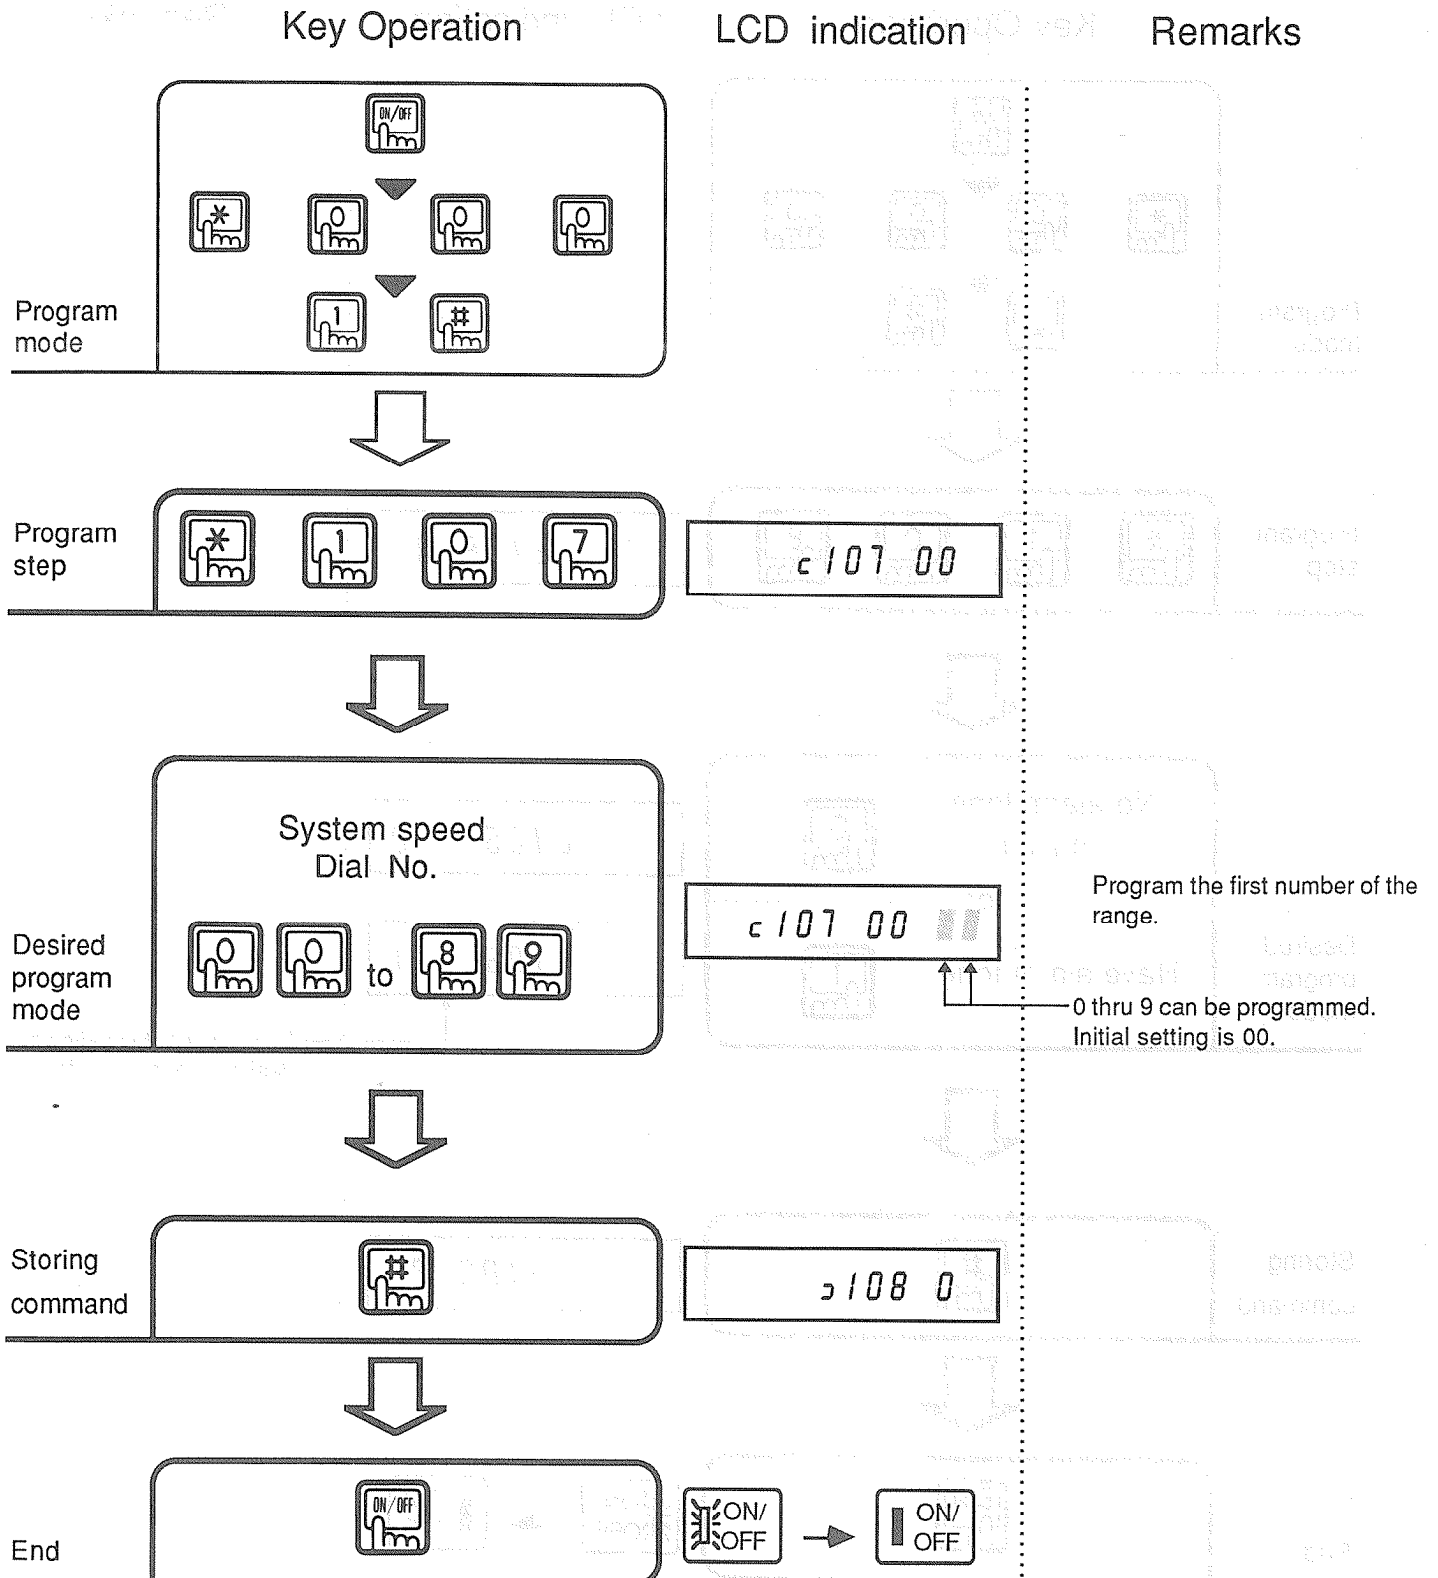 Key Operation LCD indication Remarks
ON/OFF
* 0 0 0
1 #
Program
mode
Program
step
* 1 0 7
c107 00
System speed
Dial No.
0 0 to 8 9
Desired
program
mode
c107 00
Program the first number of the
range.
0 thru 9 can be programmed.
Initial setting is 00.
Storing
command
#
ɔ108 0
End
ON/OFF
ON/
OFF
ON/
OFF